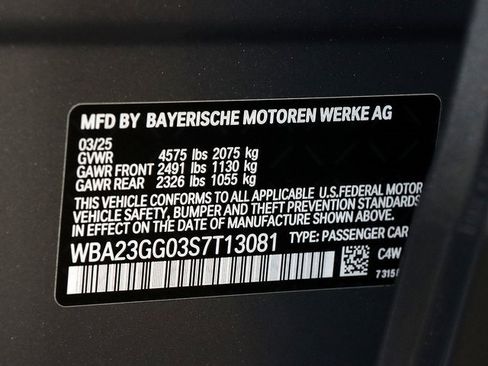 MFD BY BAYERISCHE MOTOREN WERKE AG
03/25
GVWR 4575 lbs 2075 kg
GAWR FRONT 2491 lbs 1130 kg
GAWR REAR 2326 lbs 1055 kg
THIS VEHICLE CONFORMS TO ALL APPLICABLE U.S.FEDERAL MOTOR
VEHICLE SAFETY, BUMPER AND THEFT PREVENTION STANDARDS
IN EFFECT ON THE DATE OF MANUFACTURE SHOWN ABOVE.
WBA23GG03S7T13081 TYPE: PASSENGER CAR
C4W
7315